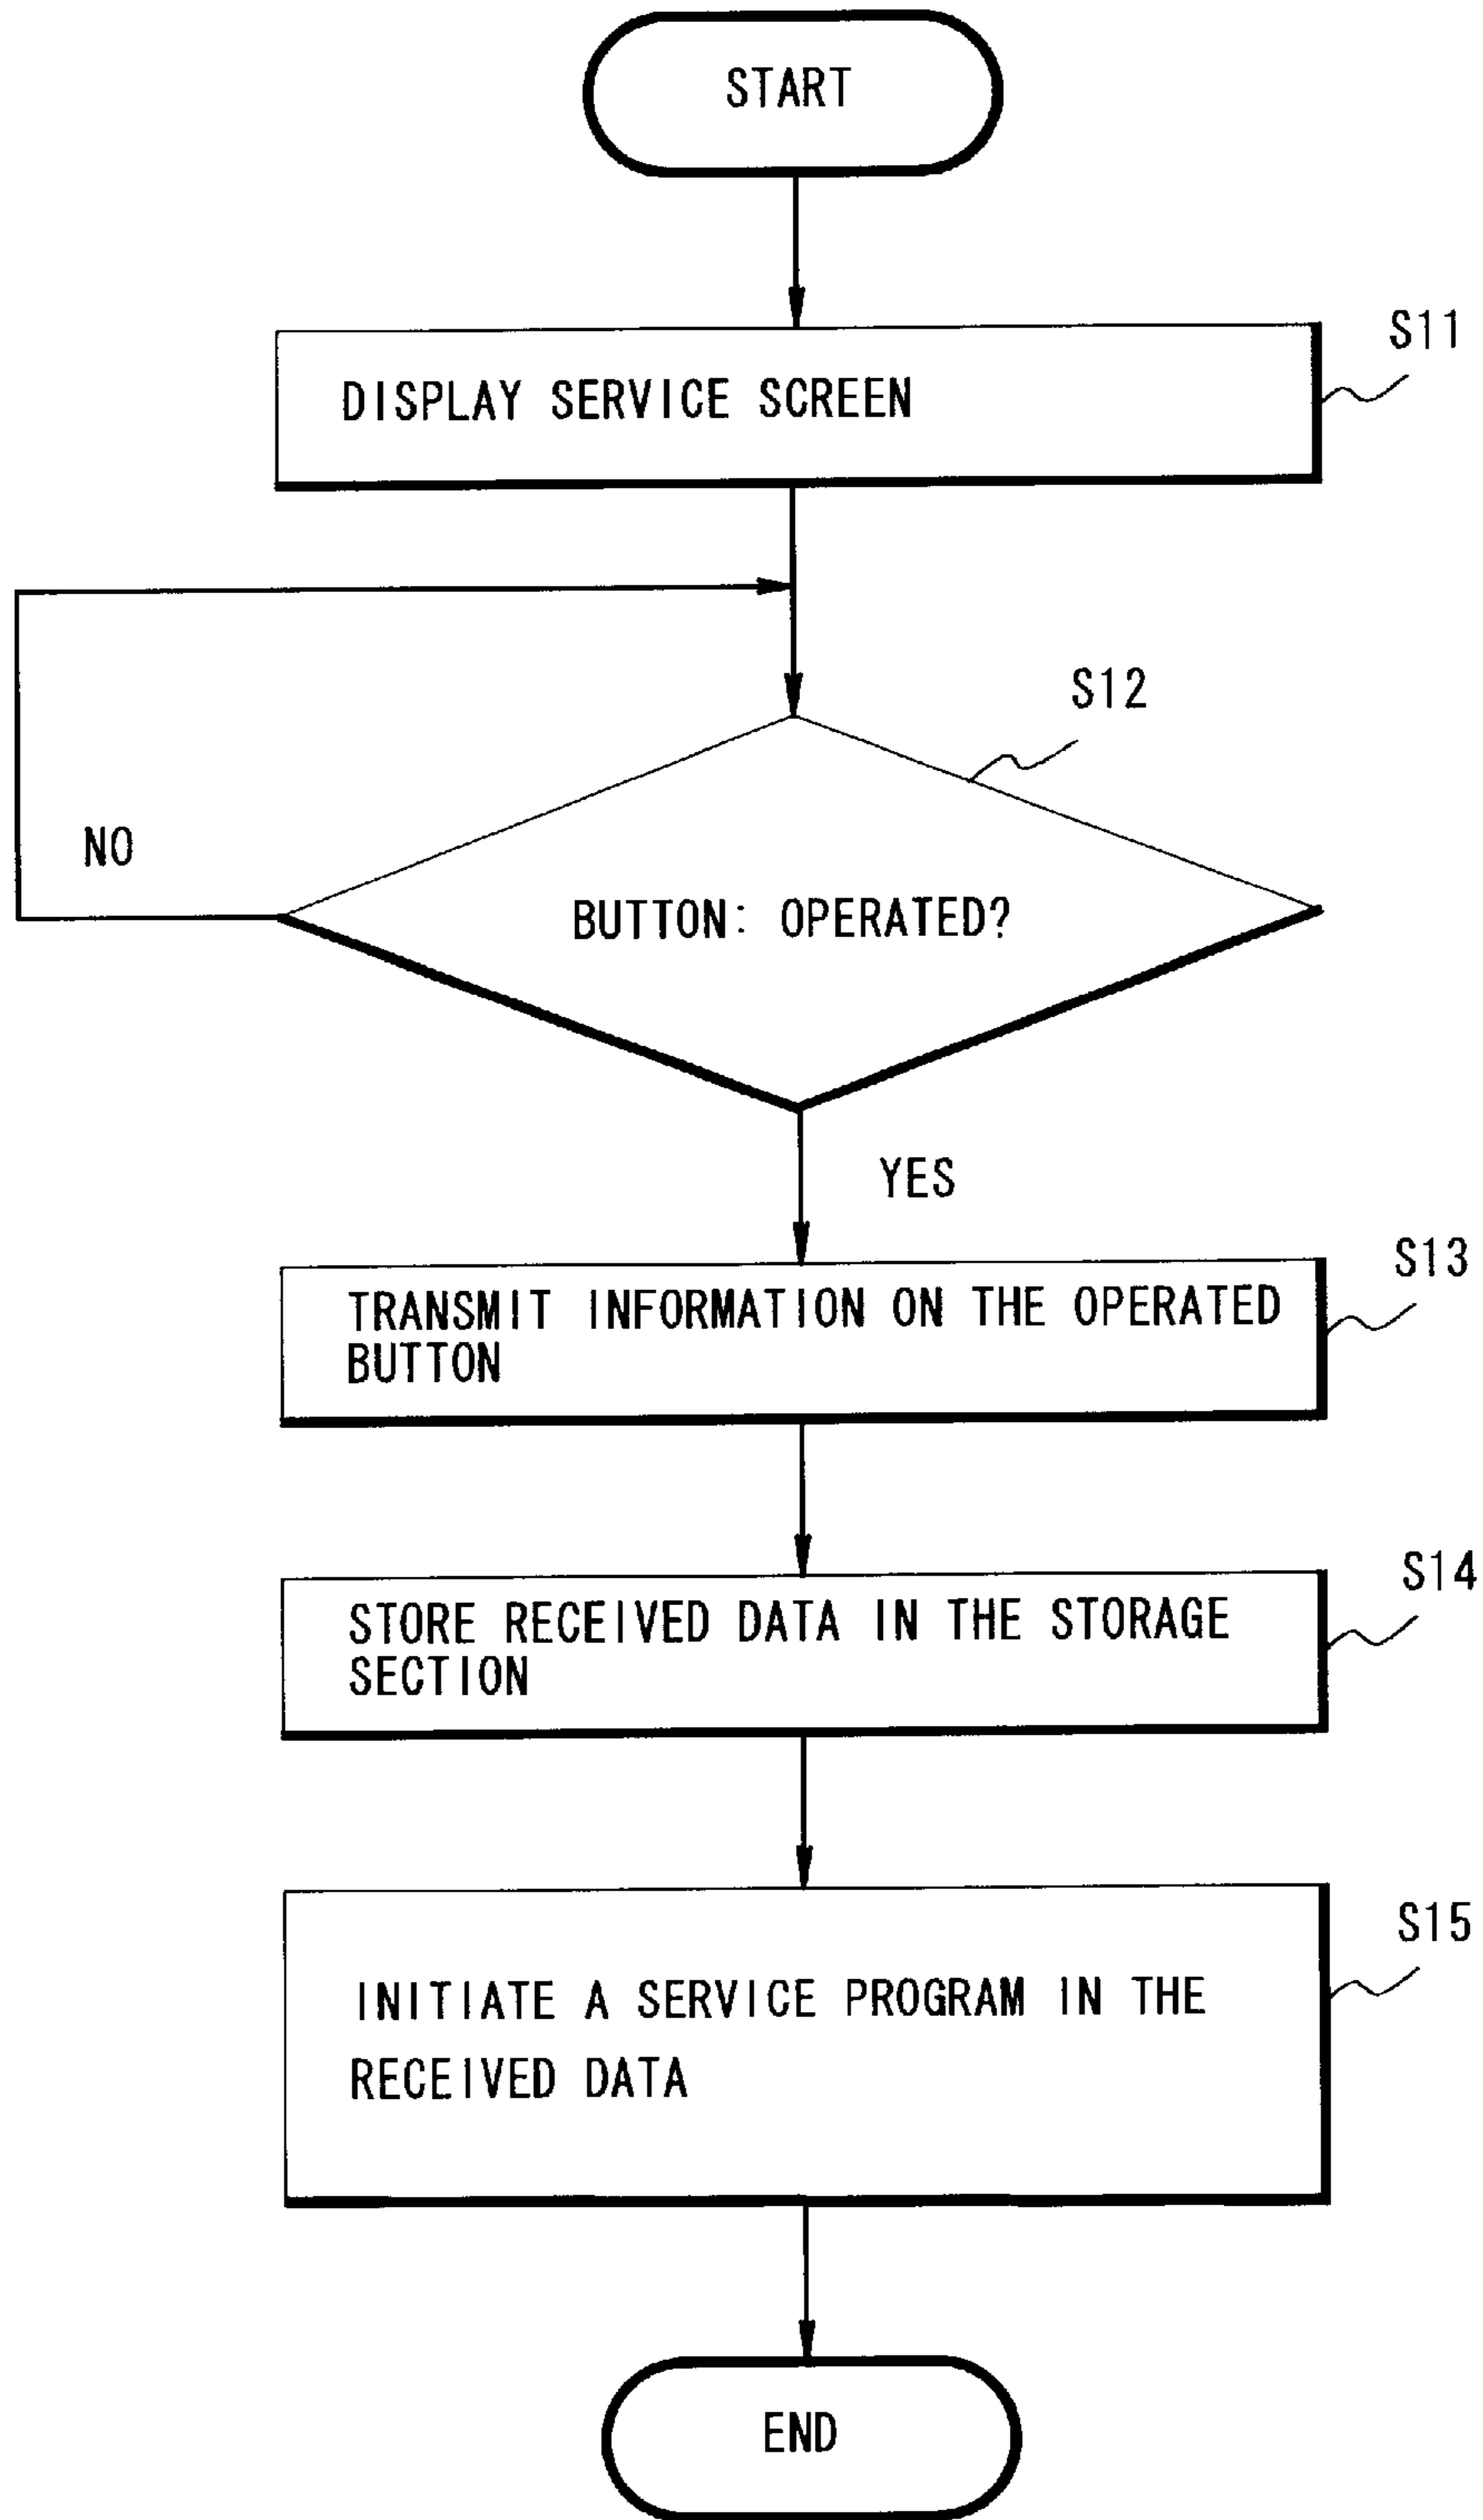 START
S11
DISPLAY SERVICE SCREEN
S12
NO
BUTTON: OPERATED?
YES
S13
TRANSMIT INFORMATION ON THE OPERATED
BUTTON
S14
STORE RECEIVED DATA IN THE STORAGE
SECTION
S15
INITIATE A SERVICE PROGRAM IN THE
RECEIVED DATA
END